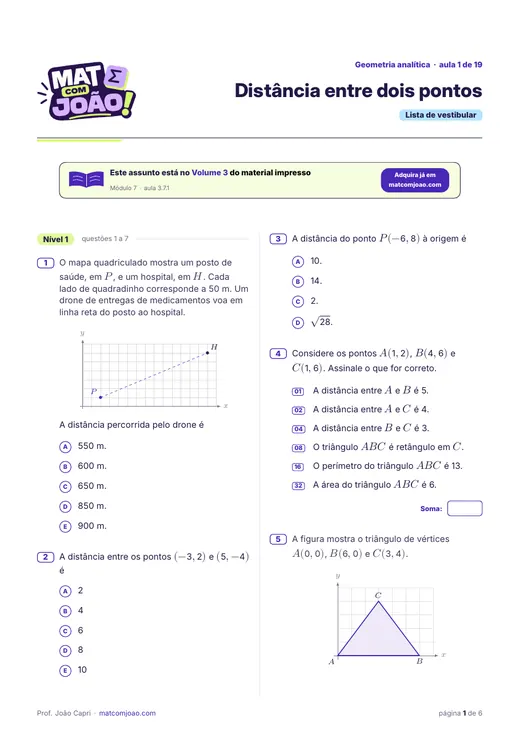 MAT Σ
COM
JOÃO!
Geometria analítica · aula 1 de 19
Distância entre dois pontos
Lista de vestibular
Este assunto está no Volume 3 do material impresso
Módulo 7 · aula 3.7.1
Adquira já em
matcomjoao.com
Nível 1 questões 1 a 7
1 O mapa quadriculado mostra um posto de
saúde, em P, e um hospital, em H. Cada
lado de quadradinho corresponde a 50 m. Um
drone de entregas de medicamentos voa em
linha reta do posto ao hospital.
y
H
P
x
A distância percorrida pelo drone é
A 550 m.
B 600 m.
C 650 m.
D 850 m.
E 900 m.
2 A distância entre os pontos (−3, 2) e (5, −4)
é
A 2
B 4
C 6
D 8
E 10
3 A distância do ponto P(−6, 8) à origem é
A 10.
B 14.
C 2.
D √28.
4 Considere os pontos A(1, 2), B(4, 6) e
C(1, 6). Assinale o que for correto.
01 A distância entre A e B é 5.
02 A distância entre A e C é 4.
04 A distância entre B e C é 3.
08 O triângulo ABC é retângulo em C.
16 O perímetro do triângulo ABC é 13.
32 A área do triângulo ABC é 6.
Soma:
5 A figura mostra o triângulo de vértices
A(0, 0), B(6, 0) e C(3, 4).
y
C
A B x
Prof. João Capri · matcomjoao.com
página 1 de 6